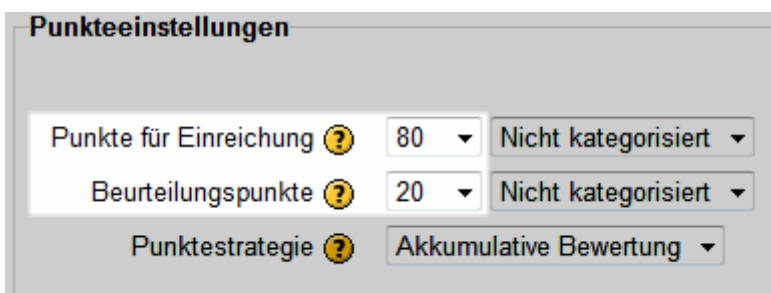 Punkteeinstellungen
Punkte für Einreichung ? 80 Nicht kategorisiert
Beurteilungspunkte ? 20 Nicht kategorisiert
Punktestrategie ? Akkumulative Bewertung